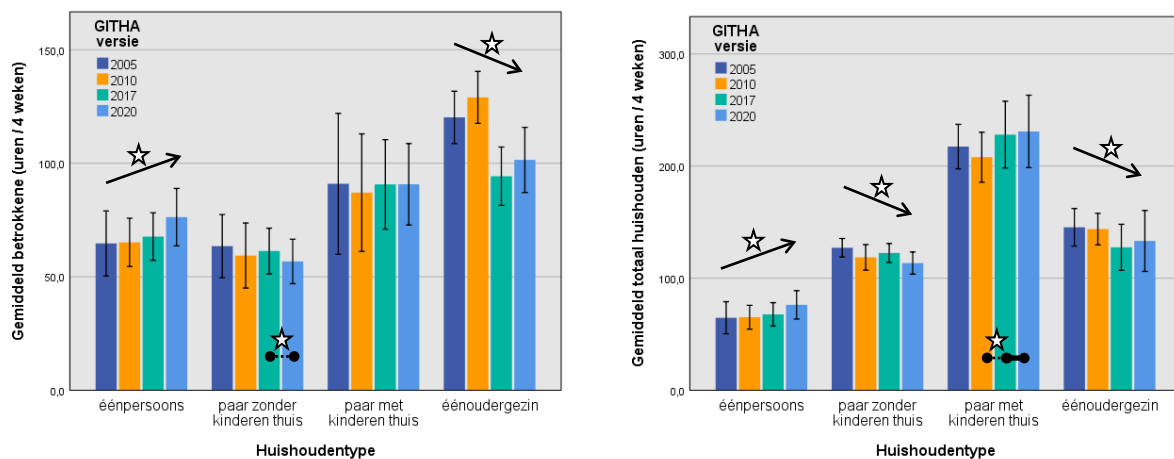 GITHA
versie
2005
2010
2017
2020
Gemiddeld betrokkene (uren / 4 weken)
150,0
100,0
50,0
0,0
éénpersoons
paar zonder
kinderen thuis
paar met
kinderen thuis
éénoudergezin
Huishoudentype
GITHA
versie
2005
2010
2017
2020
Gemiddeld totaal huishouden (uren / 4 weken)
300,0
200,0
100,0
0,0
éénpersoons
paar zonder
kinderen thuis
paar met
kinderen thuis
éénoudergezin
Huishoudentype